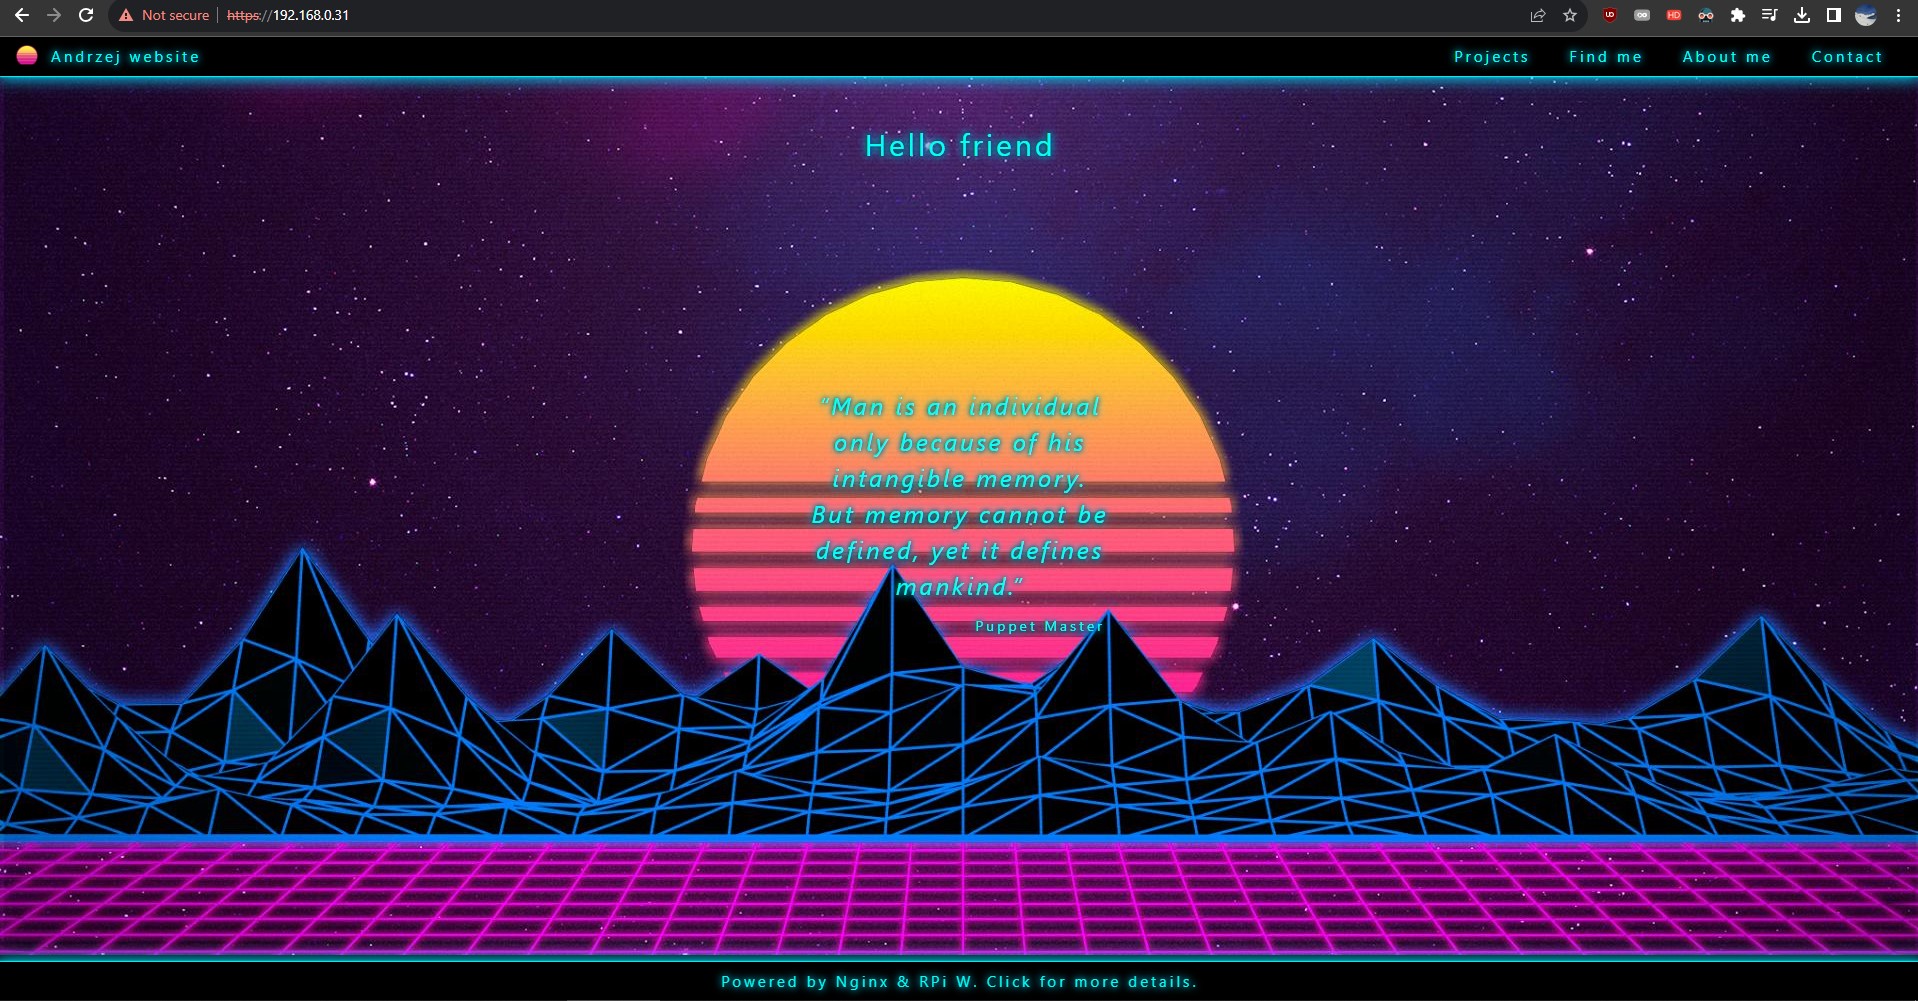 Not secure | https://192.168.0.31
Andrzej website
Projects Find me About me Contact
Hello friend
“Man is an individual
only because of his
intangible memory.
But memory cannot be
defined, yet it defines
mankind.”
Puppet Master
Powered by Nginx & RPi W. Click for more details.